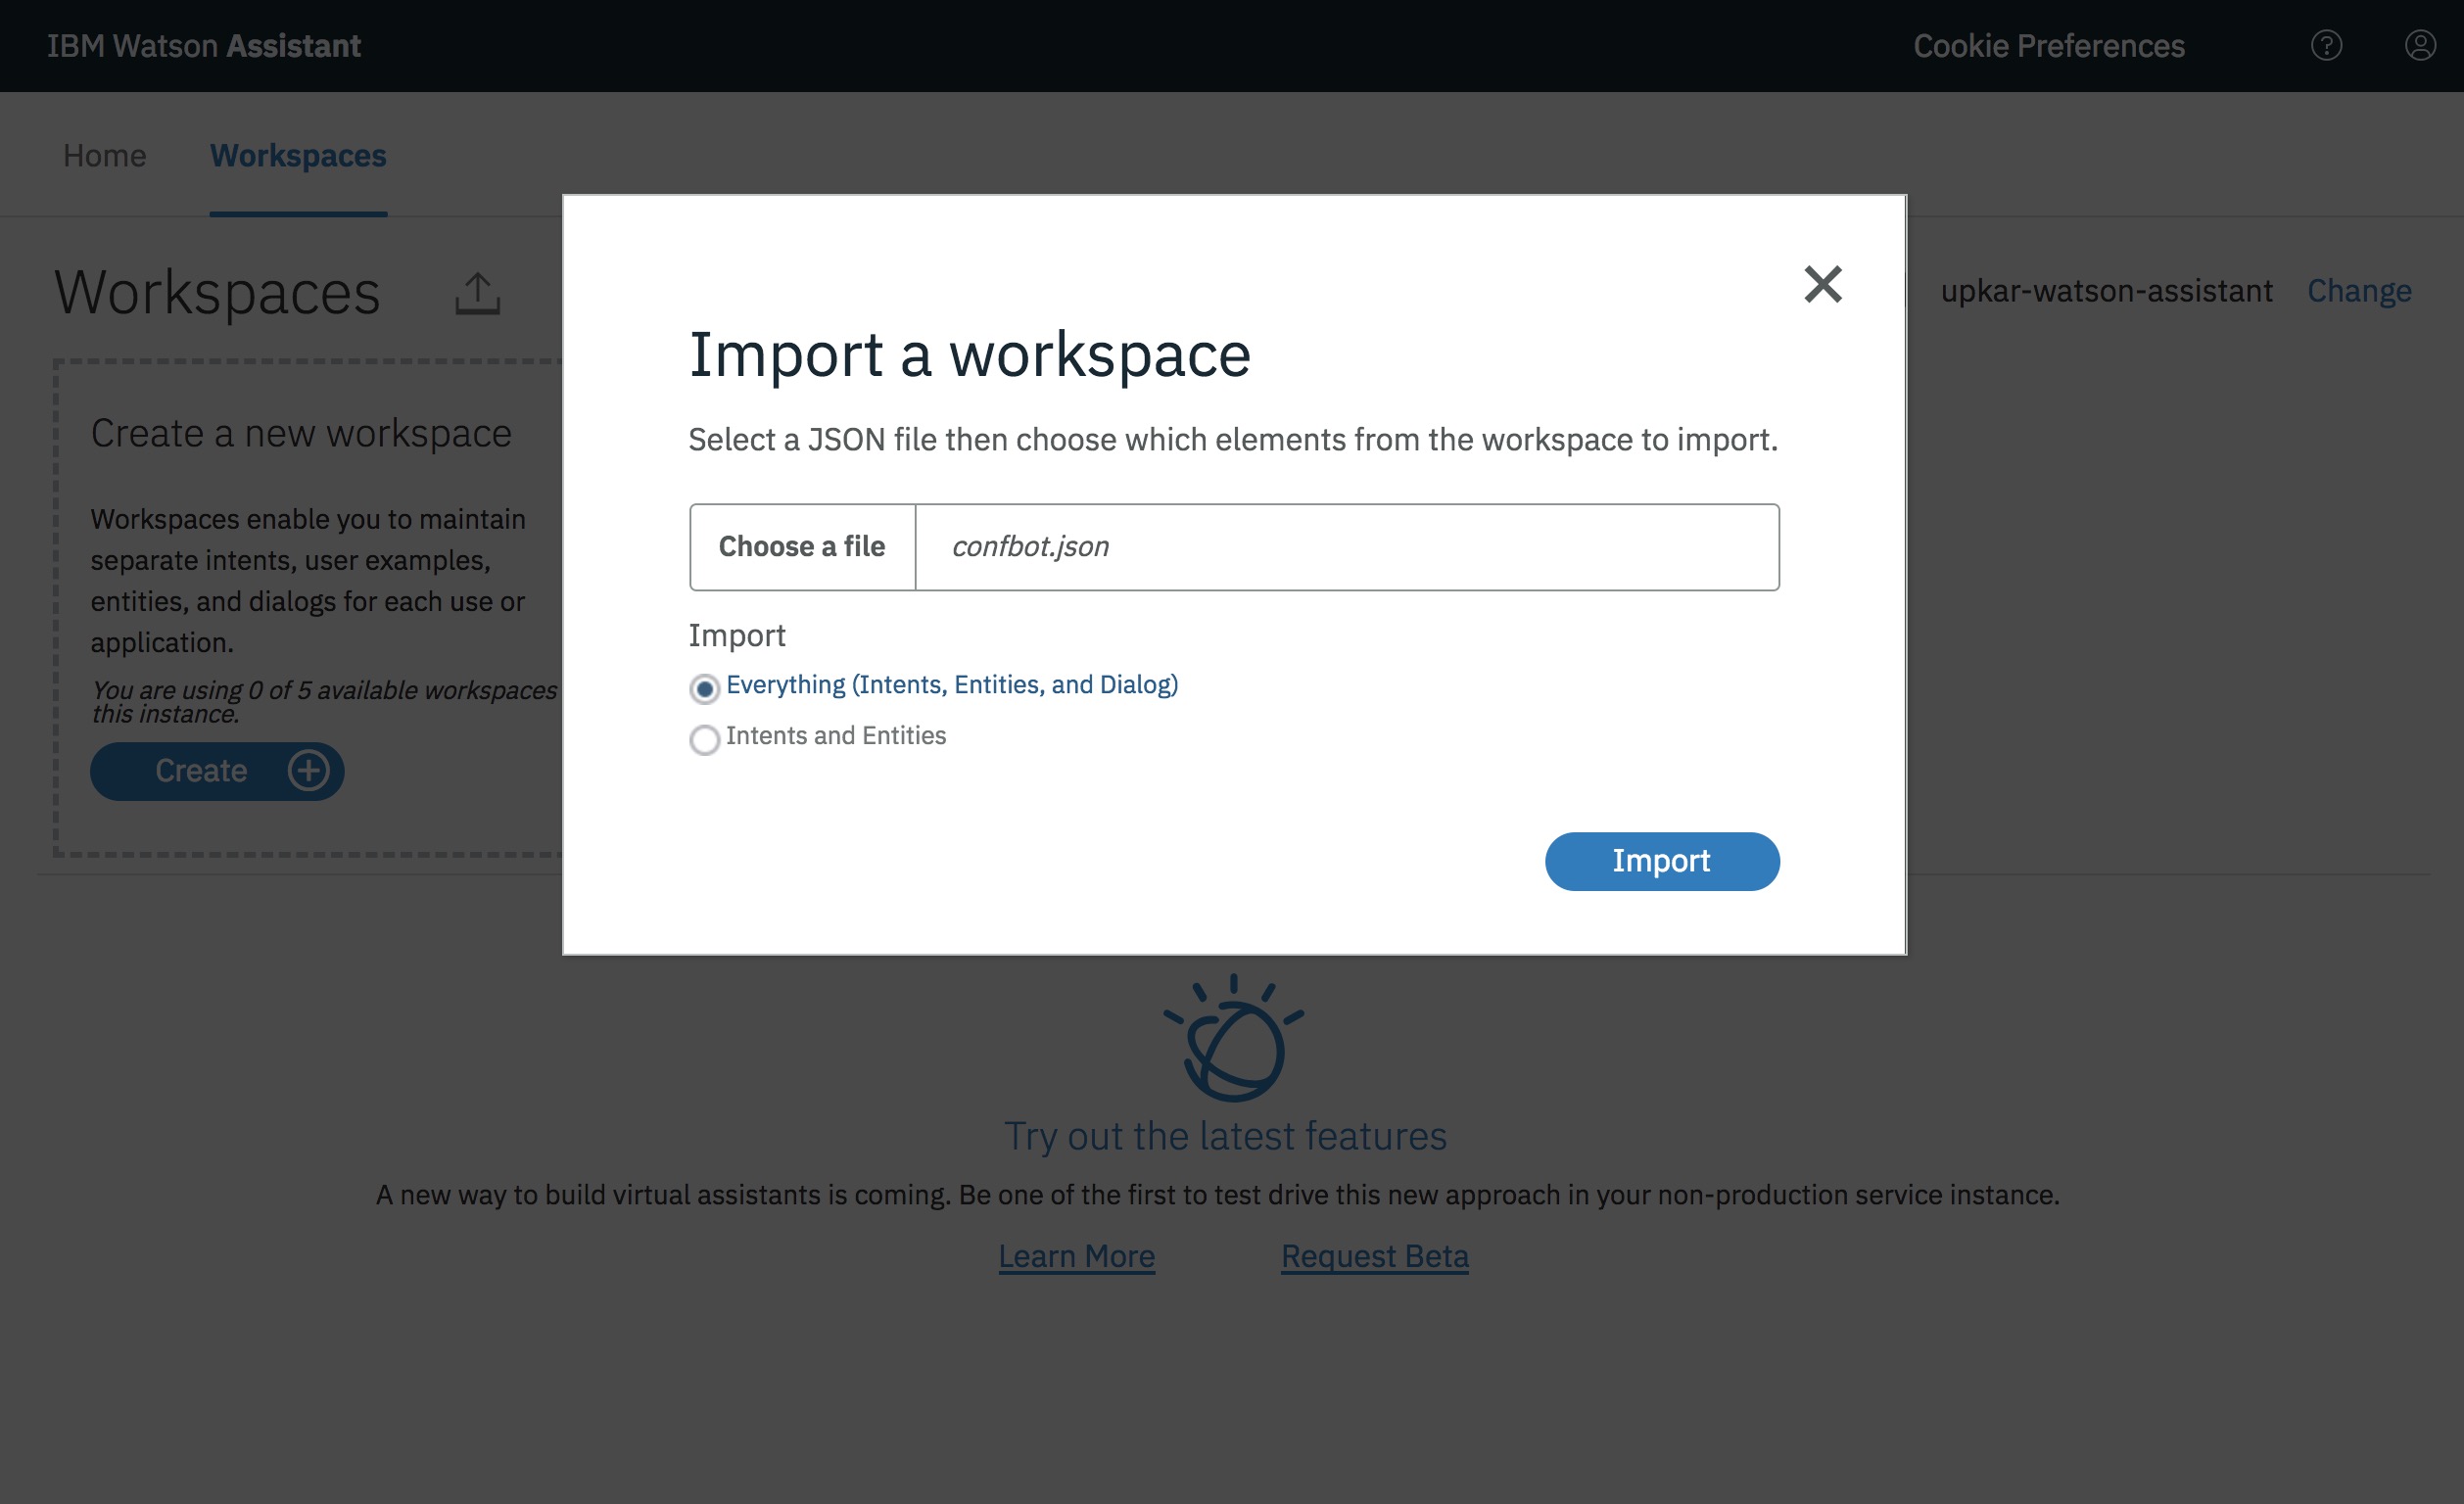 IBM Watson Assistant
Cookie Preferences
Home
Workspaces
Workspaces
upkar-watson-assistant
Change
Create a new workspace
Workspaces enable you to maintain
separate intents, user examples,
entities, and dialogs for each use or
application.
You are using 0 of 5 available workspaces
this instance.
Create
Import a workspace
Select a JSON file then choose which elements from the workspace to import.
Choose a file
confbot.json
Import
Everything (Intents, Entities, and Dialog)
Intents and Entities
Import
Try out the latest features
A new way to build virtual assistants is coming. Be one of the first to test drive this new approach in your non-production service instance.
Learn More
Request Beta